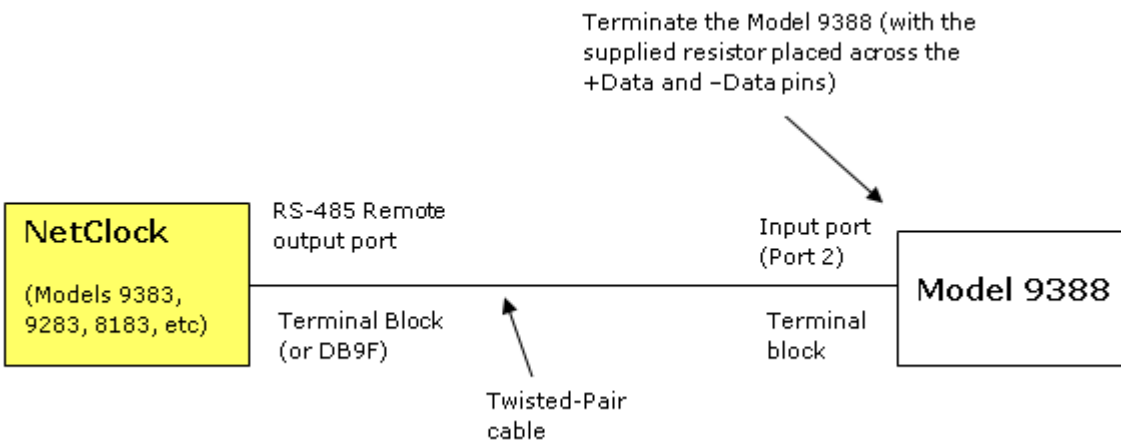 Terminate the Model 9388 (with the
supplied resistor placed across the
+Data and –Data pins)
NetClock
(Models 9383,
9283, 8183, etc)
RS-485 Remote
output port
Terminal Block
(or DB9F)
Twisted-Pair
cable
Input port
(Port 2)
Terminal
block
Model 9388